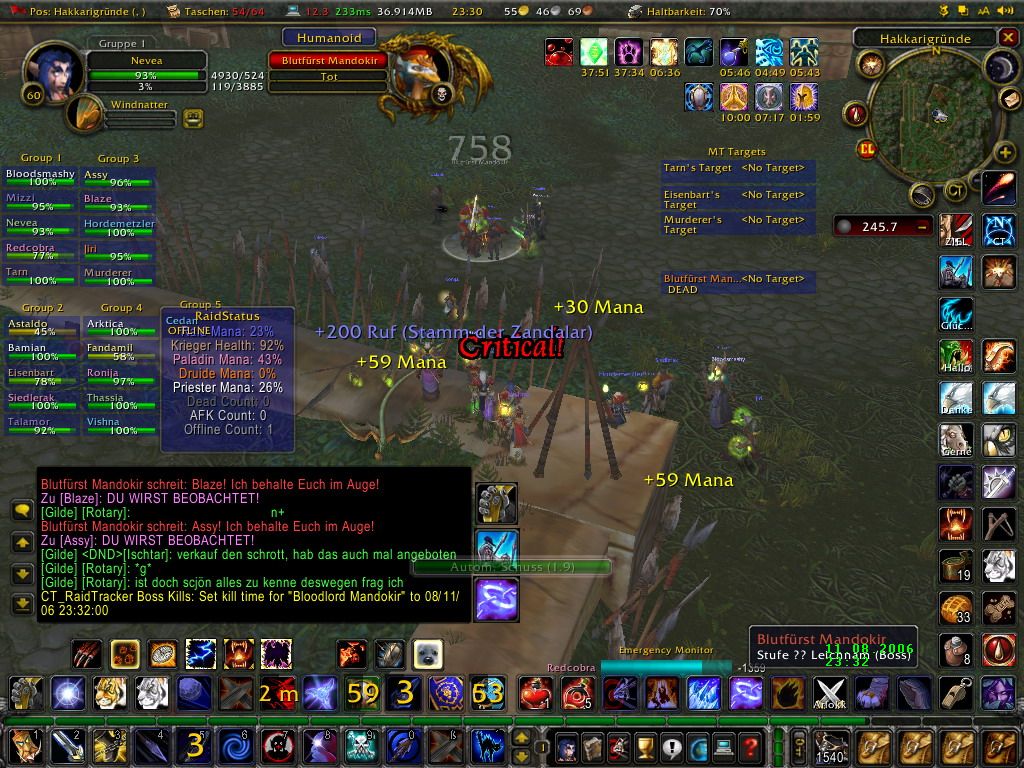 Pos: Hakkarigründe (, )
Taschen: 54/64
12.3 233ms 36.914MB
23:30
55 46 69
Haltbarkeit: 70%
Gruppe 1
Nevea
93%
3%
4930/524
119/3885
60
Windnatter
Humanoid
Blutfürst Mandokir
Tot
37:51 37:34 06:36 05:46 04:49 05:43
10:00 07:17 01:59
Hakkarigründe
758
MT Targets
Tarn's Target <No Target>
Eisenbart's Target <No Target>
Murderer's Target <No Target>
Blutfürst Man...<No Target>
DEAD
245.7
Group 1
Bloodsmashy
100%
Mizzi
95%
Nevea
93%
Redcobra
77%
Tarn
100%
Group 3
Assy
96%
Blaze
93%
Hordemetzler
100%
Jiri
95%
Murderer
100%
Group 2
Astaldo
45%
Bamian
100%
Eisenbart
78%
Siedlerak
100%
Talamor
92%
Group 4
Arktica
100%
Fandamil
58%
Ronija
97%
Thassia
100%
Vishna
100%
Group 5
Cedar
OFFLINE
RaidStatus
Mana: 23%
Krieger Health: 92%
Paladin Mana: 43%
Druide Mana: 0%
Priester Mana: 26%
Dead Count: 0
AFK Count: 0
Offline Count: 1
+30 Mana
+200 Ruf (Stamm der Zandalar)
Critical!
+59 Mana
+59 Mana
Blutfürst Mandokir schreit: Blaze! Ich behalte Euch im Auge!
Zu [Blaze]: DU WIRST BEOBACHTET!
[Gilde] [Rotary]: n+
Blutfürst Mandokir schreit: Assy! Ich behalte Euch im Auge!
Zu [Assy]: DU WIRST BEOBACHTET!
[Gilde] <DND>[Ischtar]: verkauf den schrott, hab das auch mal angeboten
[Gilde] [Rotary]: *g*
[Gilde] [Rotary]: ist doch scjön alles zu kenne deswegen frag ich
CT_RaidTracker Boss Kills: Set kill time for "Bloodlord Mandokir" to 08/11/
06 23:32:00
Autom. Schuss (1.9)
ZIEL
CT
Hallo
Danke
Gerne
19
33
8
Emergency Monitor
Redcobra
-1359
Blutfürst Mandokir
Stufe ?? Leichnam (Boss)
11.08.2006
23:32
2 m
59
3
53
1
5
Arlokk
3
1540